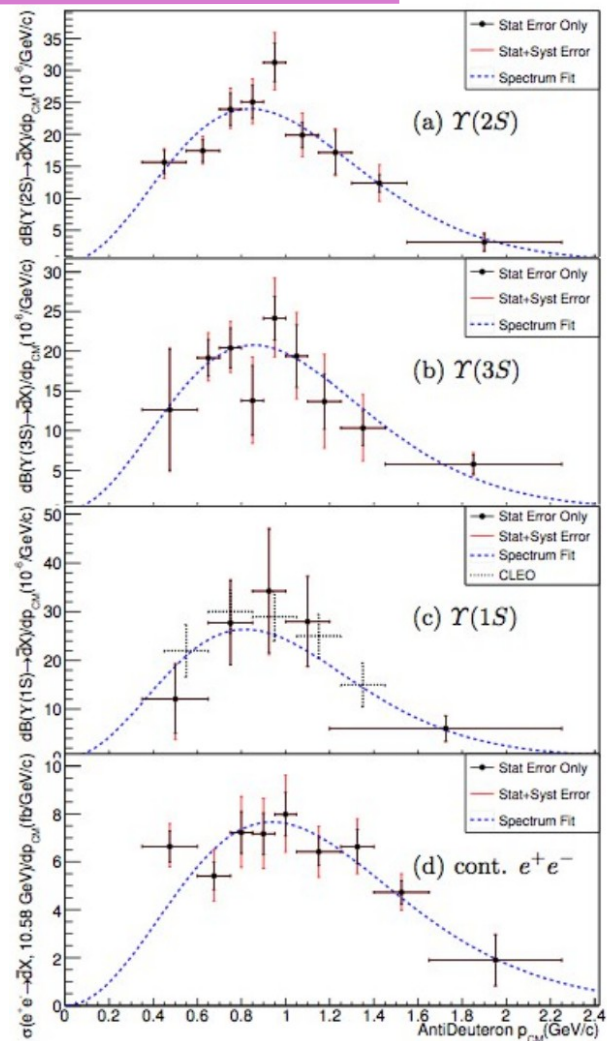 dB(ϒ(2S)→d̄X)/dp_CM(10⁻⁶/GeV/c)
35
30
25
20
15
10
5
Stat Error Only
Stat+Syst Error
Spectrum Fit
(a) ϒ(2S)
dB(ϒ(3S)→d̄X)/dp_CM(10⁻⁶/GeV/c)
30
25
20
15
10
5
Stat Error Only
Stat+Syst Error
Spectrum Fit
(b) ϒ(3S)
dB(ϒ(1S)→d̄X)/dp_CM(10⁻⁶/GeV/c)
50
40
30
20
10
Stat Error Only
Stat+Syst Error
Spectrum Fit
CLEO
(c) ϒ(1S)
σ(e⁺e⁻→d̄X, 10.58 GeV)/dp_CM(fb/GeV/c)
10
8
6
4
2
0
Stat Error Only
Stat+Syst Error
Spectrum Fit
(d) cont. e⁺e⁻
0 0.2 0.4 0.6 0.8 1 1.2 1.4 1.6 1.8 2 2.2 2.4
AntiDeuteron p_CM(GeV/c)